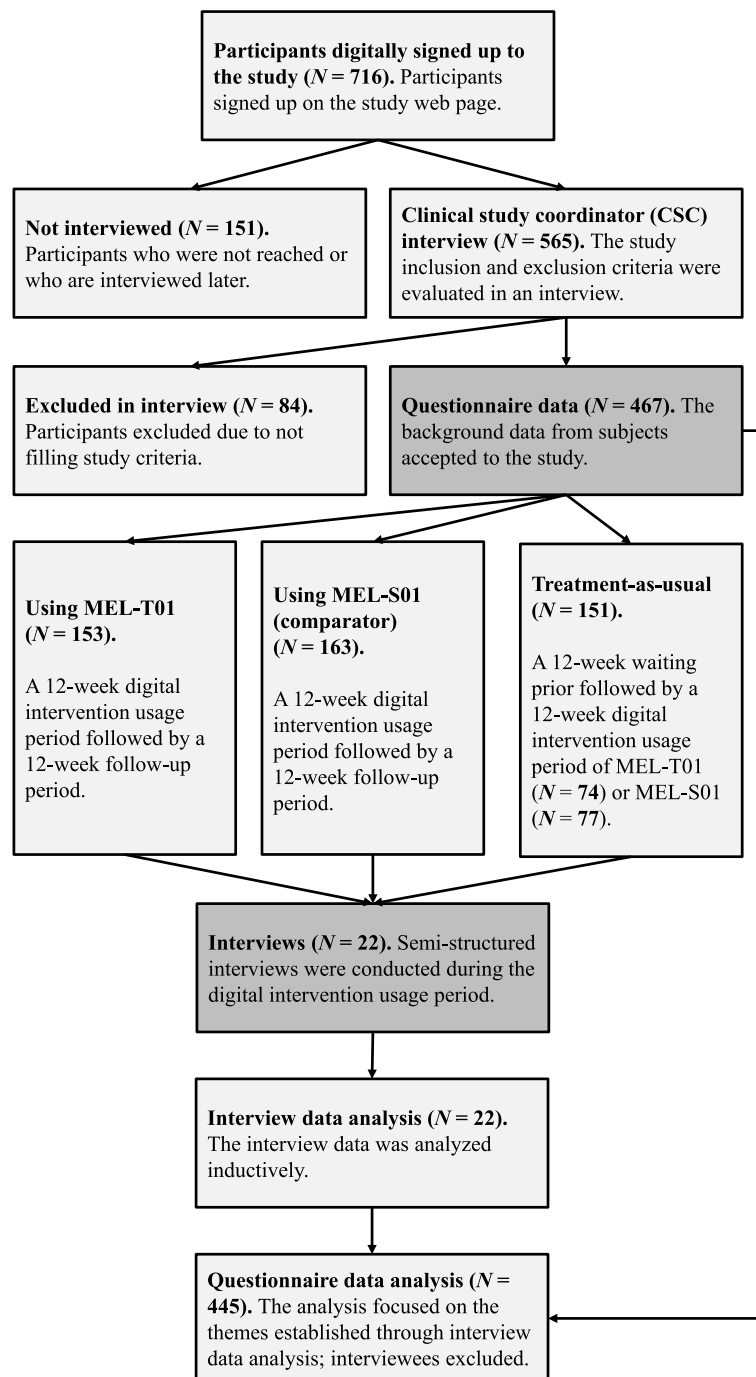 Participants digitally signed up to
the study (N = 716). Participants
signed up on the study web page.
Not interviewed (N = 151).
Participants who were not reached or
who are interviewed later.
Clinical study coordinator (CSC)
interview (N = 565). The study
inclusion and exclusion criteria were
evaluated in an interview.
Excluded in interview (N = 84).
Participants excluded due to not
filling study criteria.
Questionnaire data (N = 467). The
background data from subjects
accepted to the study.
Using MEL-T01
(N = 153).
A 12-week digital
intervention usage
period followed by a
12-week follow-up
period.
Using MEL-S01
(comparator)
(N = 163).
A 12-week digital
intervention usage
period followed by a
12-week follow-up
period.
Treatment-as-usual
(N = 151).
A 12-week waiting
prior followed by a
12-week digital
intervention usage
period of MEL-T01
(N = 74) or MEL-S01
(N = 77).
Interviews (N = 22). Semi-structured
interviews were conducted during the
digital intervention usage period.
Interview data analysis (N = 22).
The interview data was analyzed
inductively.
Questionnaire data analysis (N =
445). The analysis focused on the
themes established through interview
data analysis; interviewees excluded.